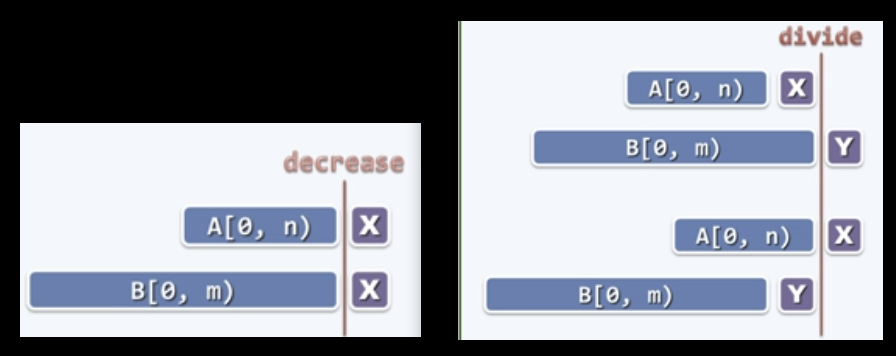 decrease
A[0, n) X
B[0, m) X
divide
A[0, n) X
B[0, m) Y
A[0, n) X
B[0, m) Y